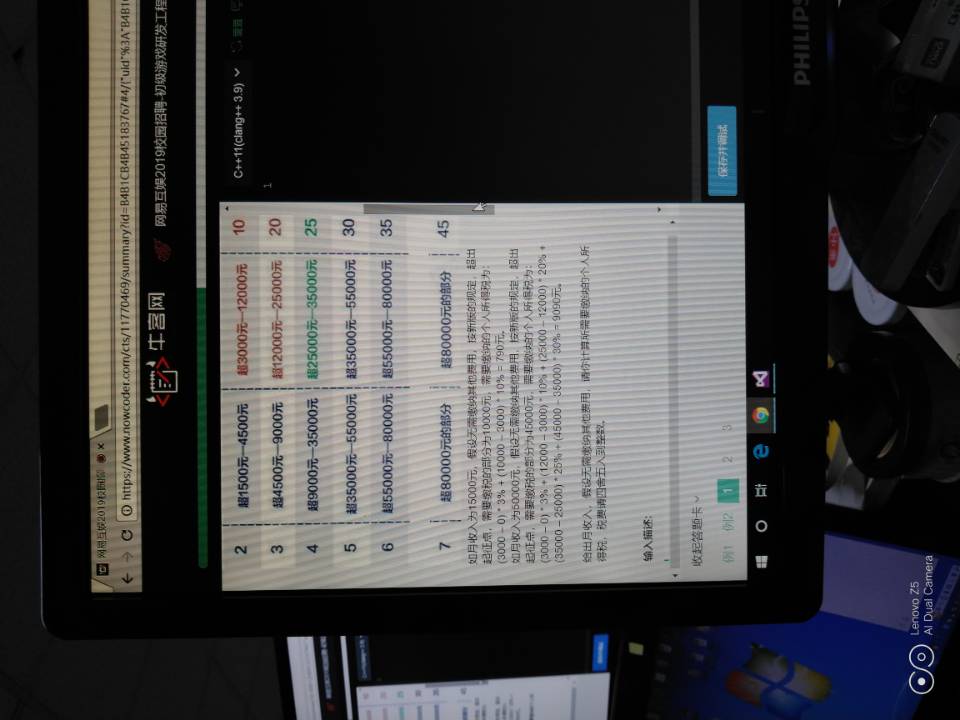 网易互娱2019校园招
https://www.nowcoder.com/cts/11770469/summary?id=B4B1CB4B45183767#4/{"uid"%3A"B4B1
牛客网
网易互娱2019校园招聘-初级游戏研发工程
2 超1500元—4500元 超3000元—12000元 10
3 超4500元—9000元 超12000元—25000元 20
4 超9000元—35000元 超25000元—35000元 25
5 超35000元—55000元 超35000元—55000元 30
6 超55000元—80000元 超55000元—80000元 35
7 超80000元的部分 超80000元的部分 45
C++11(clang++ 3.9)
1
如月收入为15000元，假设无需缴纳其他费用，按新版的规定，超出
起征点，需要缴税的部分为10000元，需要缴纳的个人所得税为：
(3000 – 0) * 3% + (10000 – 3000) * 10% = 790元。
如月收入为50000元，假设无需缴纳其他费用，按新版的规定，超出
起征点，需要缴税的部分为45000元，需要缴纳的个人所得税为：
(3000 – 0) * 3% + (12000 – 3000) * 10% + (25000 – 12000) * 20% +
(35000 – 25000) * 25% + (45000 – 35000) * 30% = 9090元。
给出月收入，假设无需缴纳其他费用，请你计算所需要缴纳的个人所
得税，税费请四舍五入到整数。
输入描述:
收起答题卡
例1 例2 1 2 3
保存并调试
PHILIPS
Lenovo Z5
AI Dual Camera